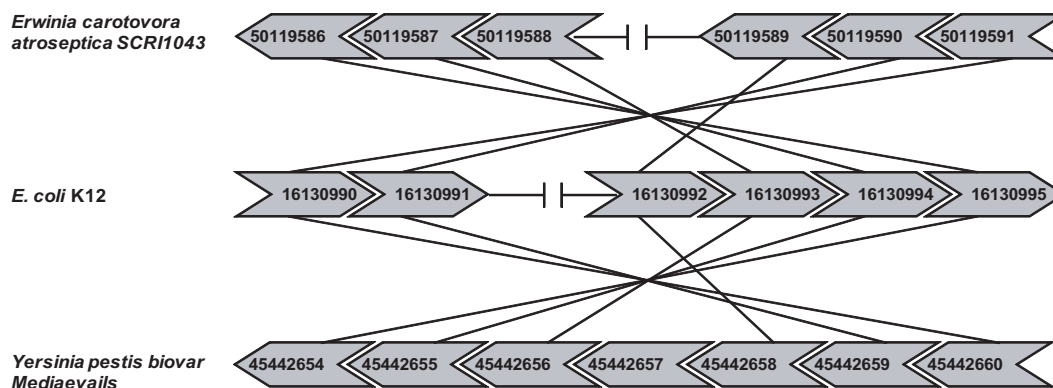 Erwinia carotovora
atroseptica SCRI1043
50119586 50119587 50119588 50119589 50119590 50119591
E. coli K12
16130990 16130991 16130992 16130993 16130994 16130995
Yersinia pestis biovar
Mediaevails
45442654 45442655 45442656 45442657 45442658 45442659 45442660